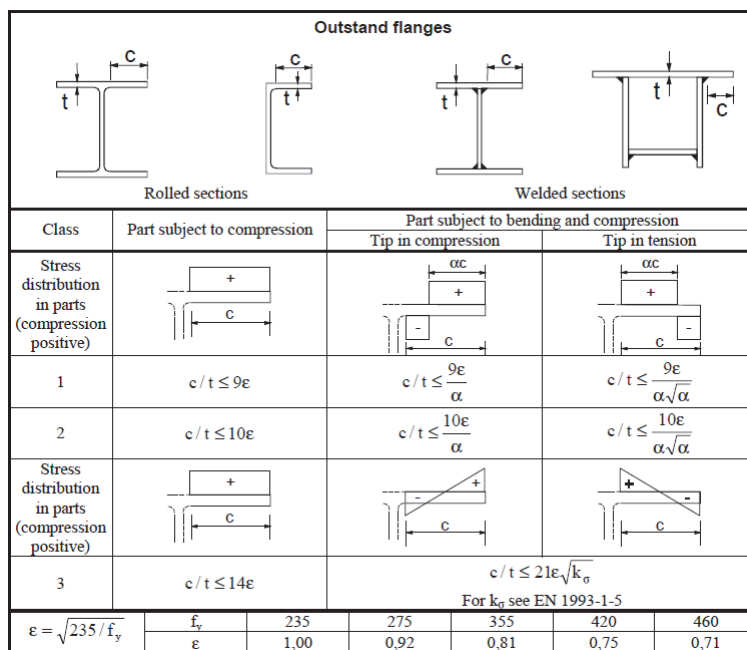 Outstand flanges
c
t
c
t
c
t
t
c
Rolled sections
Welded sections
Class
Part subject to compression
Part subject to bending and compression
Tip in compression
Tip in tension
Stress
distribution
in parts
(compression
positive)
+
c
αc
+
-
c
αc
+
-
c
1
c / t ≤ 9ε
c / t ≤ 9ε/α
c / t ≤ 9ε/(α√α)
2
c / t ≤ 10ε
c / t ≤ 10ε/α
c / t ≤ 10ε/(α√α)
Stress
distribution
in parts
(compression
positive)
+
c
-
+
c
+
-
c
3
c / t ≤ 14ε
c / t ≤ 21ε√kσ
For kσ see EN 1993-1-5
ε = √235 / fy
fy 235 275 355 420 460
ε 1,00 0,92 0,81 0,75 0,71